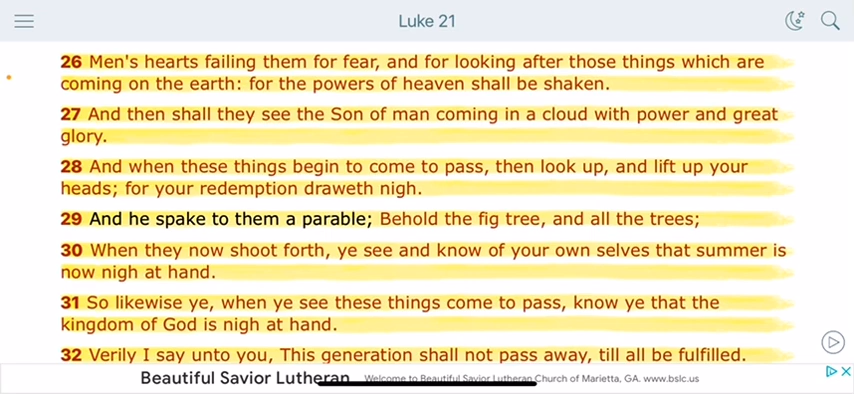 Luke 21
26 Men's hearts failing them for fear, and for looking after those things which are
coming on the earth: for the powers of heaven shall be shaken.
27 And then shall they see the Son of man coming in a cloud with power and great
glory.
28 And when these things begin to come to pass, then look up, and lift up your
heads; for your redemption draweth nigh.
29 And he spake to them a parable; Behold the fig tree, and all the trees;
30 When they now shoot forth, ye see and know of your own selves that summer is
now nigh at hand.
31 So likewise ye, when ye see these things come to pass, know ye that the
kingdom of God is nigh at hand.
32 Verily I say unto you, This generation shall not pass away, till all be fulfilled.
Beautiful Savior Lutheran Welcome to Beautiful Savior Lutheran Church of Marietta, GA. www.bslc.us